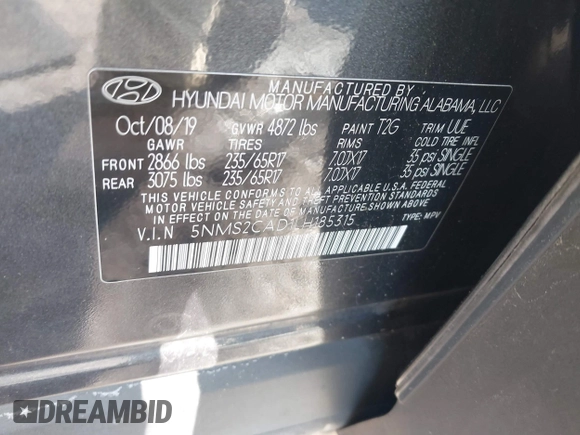 MANUFACTURED BY
HYUNDAI MOTOR MANUFACTURING ALABAMA, LLC
Oct/08/19 GVWR 4872 lbs PAINT T2G TRIM UUE
GAWR TIRES RIMS COLD TIRE INFL
FRONT 2866 lbs 235/65R17 7.0JX17 35 psi SINGLE
REAR 3075 lbs 235/65R17 7.0JX17 35 psi SINGLE
THIS VEHICLE CONFORMS TO ALL APPLICABLE U.S.A. FEDERAL
MOTOR VEHICLE SAFETY AND THEFT PREVENTION STANDARDS
IN EFFECT ON THE DATE OF MANUFACTURE SHOWN ABOVE.
V.I.N 5NMS2CAD1LH185315 TYPE: MPV
DREAMBID